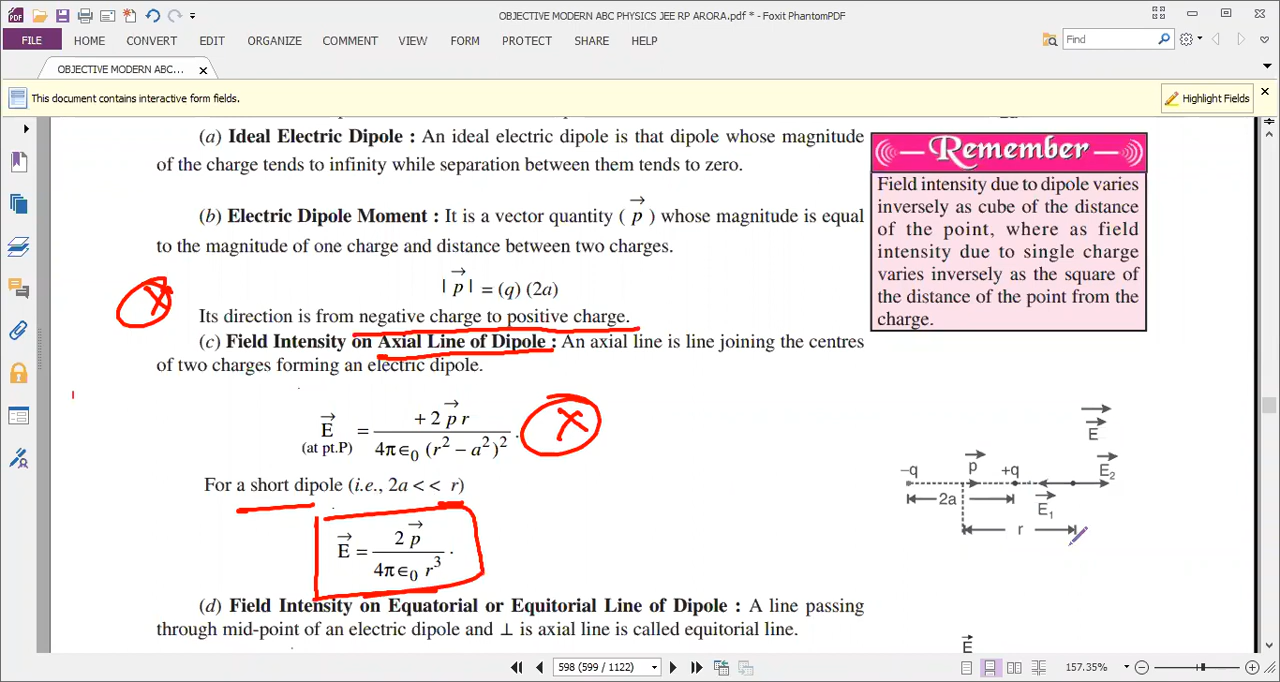 OBJECTIVE MODERN ABC PHYSICS JEE RP ARORA.pdf * - Foxit PhantomPDF
FILE HOME CONVERT EDIT ORGANIZE COMMENT VIEW FORM PROTECT SHARE HELP
Find
OBJECTIVE MODERN ABC...
This document contains interactive form fields.
Highlight Fields
(a) Ideal Electric Dipole : An ideal electric dipole is that dipole whose magnitude
of the charge tends to infinity while separation between them tends to zero.
(b) Electric Dipole Moment : It is a vector quantity ( p⃗ ) whose magnitude is equal
to the magnitude of one charge and distance between two charges.
| p⃗ | = (q) (2a)
Its direction is from negative charge to positive charge.
(c) Field Intensity on Axial Line of Dipole : An axial line is line joining the centres
of two charges forming an electric dipole.
E⃗ (at pt.P) = +2 p⃗ r / 4π∈₀ (r² – a²)² .
For a short dipole (i.e., 2a < < r)
E⃗ = 2 p⃗ / 4π∈₀ r³ .
(d) Field Intensity on Equatorial or Equitorial Line of Dipole : A line passing
through mid-point of an electric dipole and ⊥ is axial line is called equitorial line.
Remember
Field intensity due to dipole varies
inversely as cube of the distance
of the point, where as field
intensity due to single charge
varies inversely as the square of
the distance of the point from the
charge.
E⃗
–q p⃗ +q E⃗₂
2a E⃗₁
r
E⃗
598 (599 / 1122)
157.35%